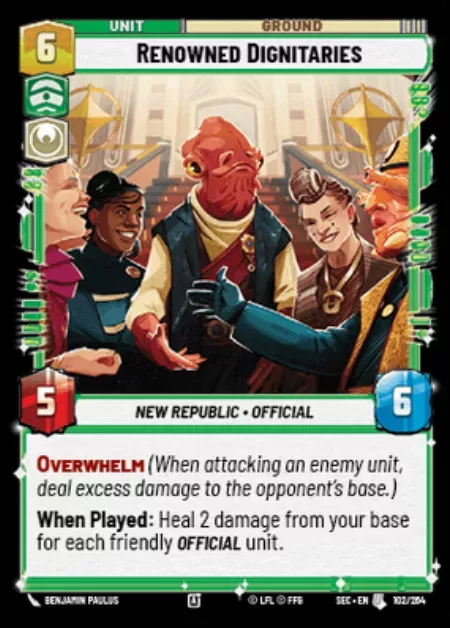 UNIT
GROUND
6
RENOWNED DIGNITARIES
5
NEW REPUBLIC • OFFICIAL
6
OVERWHELM (When attacking an enemy unit,
deal excess damage to the opponent's base.)
When Played: Heal 2 damage from your base
for each friendly OFFICIAL unit.
BENJAMIN PAULUS
A
© LFL © FFG
SEC • EN
102/264